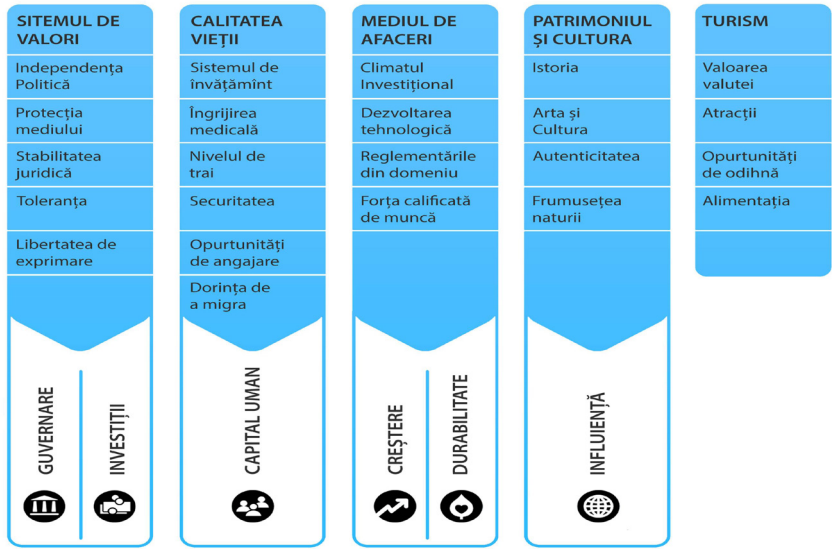 SITEMUL DE
VALORI
Independența
Politică
Protecția
mediului
Stabilitatea
juridică
Toleranța
Libertatea de
exprimare
GUVERNARE
INVESTIȚII
CALITATEA
VIEȚII
Sistemul de
învățămînt
Îngrijirea
medicală
Nivelul de
trai
Securitatea
Opurtunități
de angajare
Dorința de
a migra
CAPITAL UMAN
MEDIUL DE
AFACERI
Climatul
Investițional
Dezvoltarea
tehnologică
Reglementările
din domeniu
Forța calificată
de muncă
CREȘTERE
DURABILITATE
PATRIMONIUL
ȘI CULTURA
Istoria
Arta și
Cultura
Autenticitatea
Frumusețea
naturii
INFLUIENȚĂ
TURISM
Valoarea
valutei
Atracții
Opurtunități
de odihnă
Alimentația